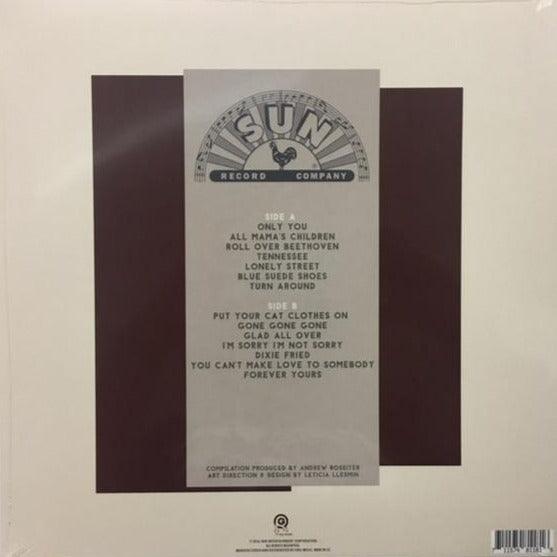 SUN
RECORD COMPANY
SIDE A
ONLY YOU
ALL MAMA'S CHILDREN
ROLL OVER BEETHOVEN
TENNESSEE
LONELY STREET
BLUE SUEDE SHOES
TURN AROUND
SIDE B
PUT YOUR CAT CLOTHES ON
GONE GONE GONE
GLAD ALL OVER
I'M SORRY I'M NOT SORRY
DIXIE FRIED
YOU CAN'T MAKE LOVE TO SOMEBODY
FOREVER YOURS
COMPILATION PRODUCED BY ANDREW ROSSITER
ART DIRECTION & DESIGN BY LETICIA LLESMIN